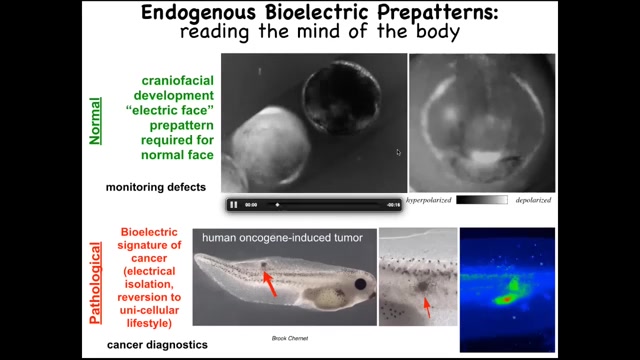 Endogenous Bioelectric Prepatterns:
reading the mind of the body
Normal
craniofacial
development
“electric face”
prepattern
required for
normal face
monitoring defects
00:00
-00:16
hyperpolarized
depolarized
Pathological
Bioelectric
signature of
cancer
(electrical
isolation,
reversion to
uni-cellular
lifestyle)
cancer diagnostics
human oncogene-induced tumor
Brook Chernet